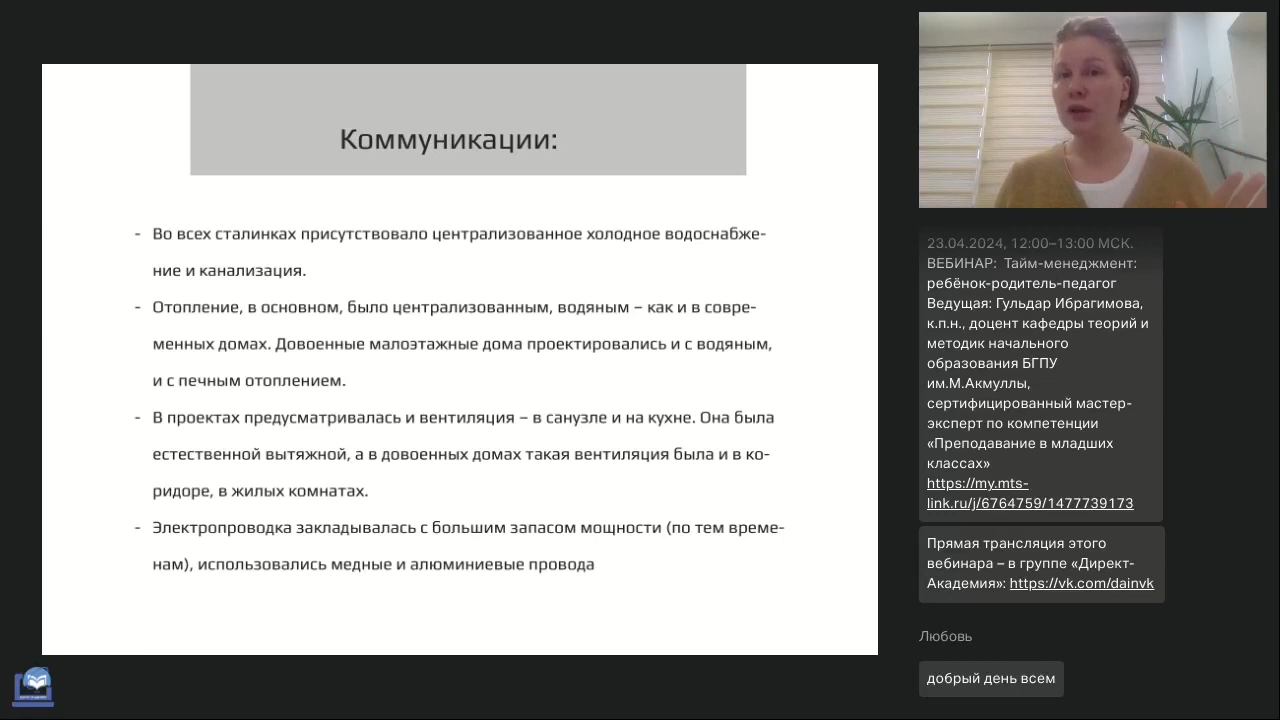 Коммуникации:
- Во всех сталинках присутствовало централизованное холодное водоснабже-
ние и канализация.
- Отопление, в основном, было централизованным, водяным – как и в совре-
менных домах. Довоенные малоэтажные дома проектировались и с водяным,
и с печным отоплением.
- В проектах предусматривалась и вентиляция – в санузле и на кухне. Она была
естественной вытяжной, а в довоенных домах такая вентиляция была и в ко-
ридоре, в жилых комнатах.
- Электропроводка закладывалась с большим запасом мощности (по тем време-
нам), использовались медные и алюминиевые провода
23.04.2024, 12:00–13:00 МСК.
ВЕБИНАР: Тайм-менеджмент:
ребёнок-родитель-педагог
Ведущая: Гульдар Ибрагимова,
к.п.н., доцент кафедры теорий и
методик начального
образования БГПУ
им.М.Акмуллы,
сертифицированный мастер-
эксперт по компетенции
«Преподавание в младших
классах»
https://my.mts-
link.ru/j/6764759/1477739173
Прямая трансляция этого
вебинара – в группе «Директ-
Академия»: https://vk.com/dainvk
Любовь
добрый день всем